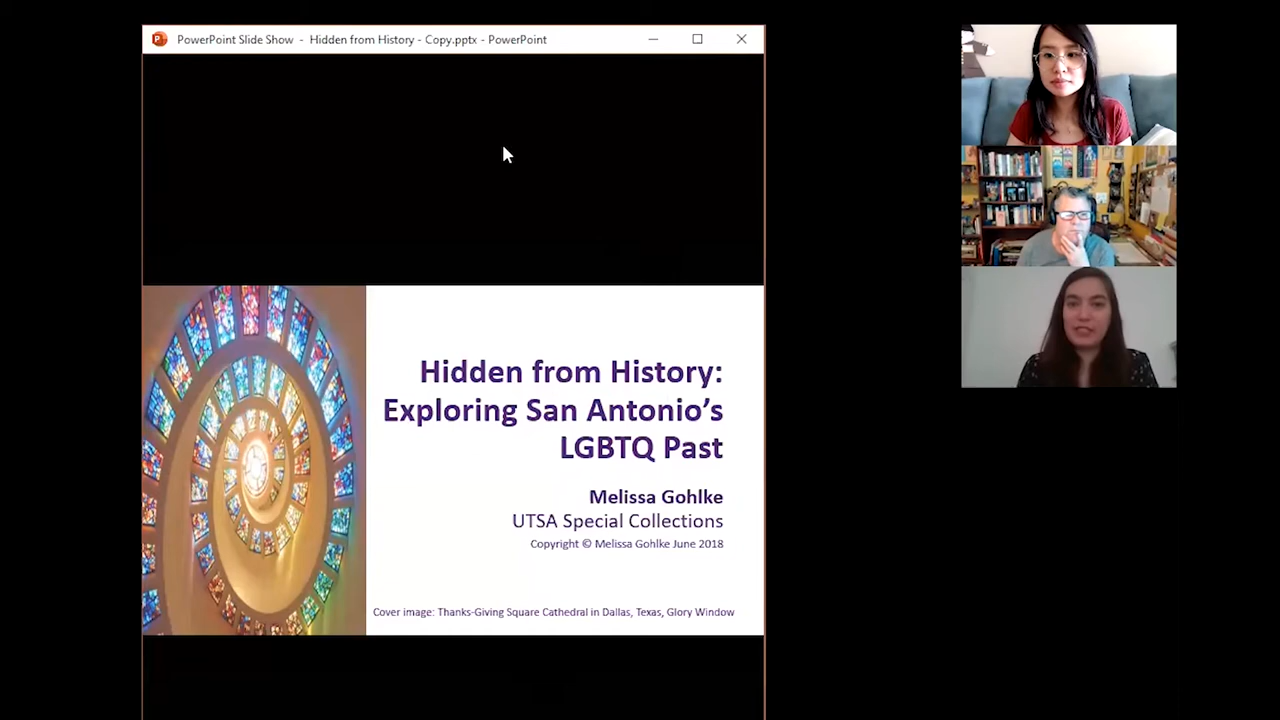 PowerPoint Slide Show - Hidden from History - Copy.pptx - PowerPoint
Hidden from History:
Exploring San Antonio's
LGBTQ Past
Melissa Gohlke
UTSA Special Collections
Copyright © Melissa Gohlke June 2018
Cover image: Thanks-Giving Square Cathedral in Dallas, Texas, Glory Window